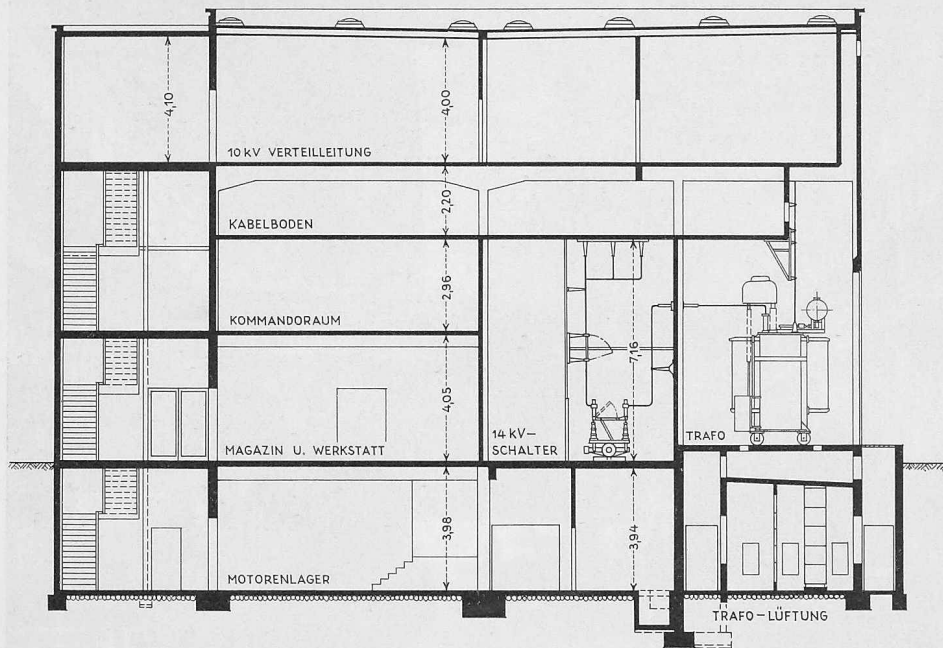 4,10
4,00
10 kV VERTEILLEITUNG
2,20
KABELBODEN
2,96
KOMMANDORAUM
7,16
4,05
14 kV–
SCHALTER
TRAFO
MAGAZIN U. WERKSTATT
3,98
3,94
MOTORENLAGER
TRAFO–LÜFTUNG